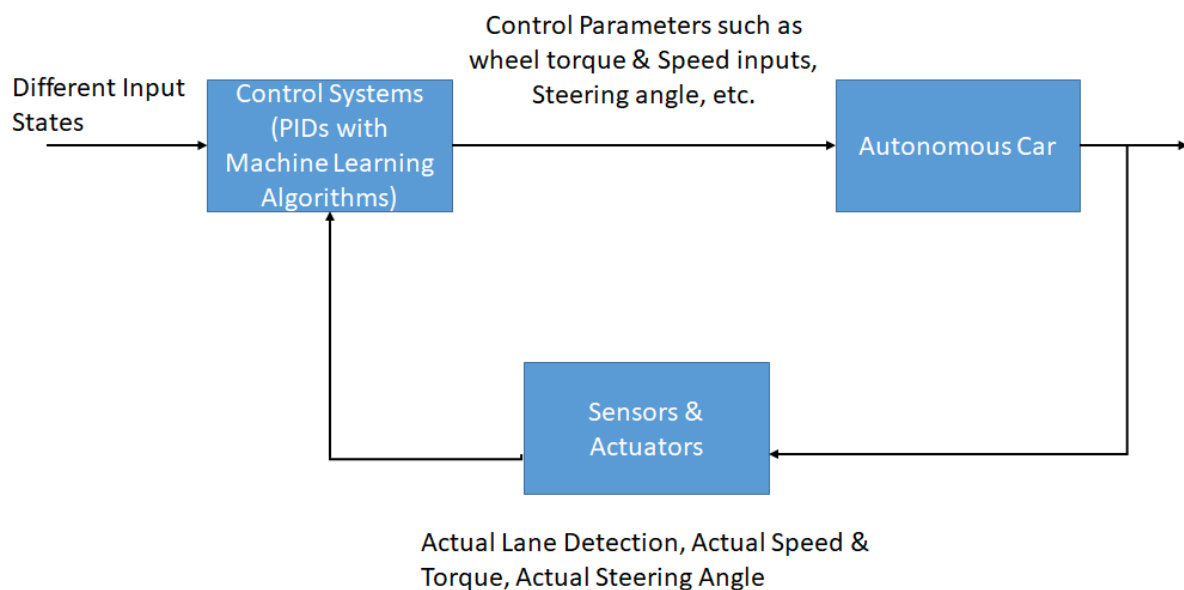 Control Parameters such as
wheel torque & Speed inputs,
Steering angle, etc.
Different Input
States
Control Systems
(PIDs with
Machine Learning
Algorithms)
Autonomous Car
Sensors &
Actuators
Actual Lane Detection, Actual Speed &
Torque, Actual Steering Angle